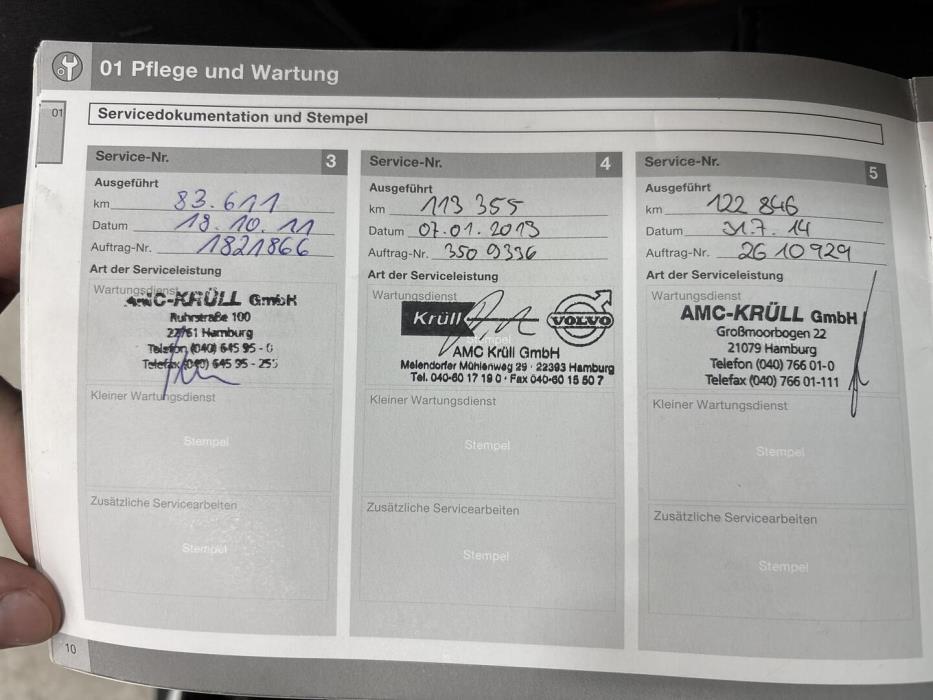 01 Pflege und Wartung
01
Servicedokumentation und Stempel
Service-Nr. 3
Ausgeführt
km 83.611
Datum 18.10.11
Auftrag-Nr. 1821866
Art der Serviceleistung
Wartungsdienst
AMC-KRÜLL GmbH
Ruhrstraße 100
22761 Hamburg
Telefon (040) 645 95 - 0
Telefax (040) 645 95 - 255
Kleiner Wartungsdienst
Stempel
Zusätzliche Servicearbeiten
Stempel
Service-Nr. 4
Ausgeführt
km 113 355
Datum 07.01.2013
Auftrag-Nr. 350 9336
Art der Serviceleistung
Wartungsdienst
Krüll
VOLVO
Stempel
AMC Krüll GmbH
Meiendorfer Mühlenweg 29 · 22393 Hamburg
Tel. 040-60 17 19 0 · Fax 040-60 15 50 7
Kleiner Wartungsdienst
Stempel
Zusätzliche Servicearbeiten
Stempel
Service-Nr. 5
Ausgeführt
km 122 846
Datum 31.7.14
Auftrag-Nr. 26 10 929
Art der Serviceleistung
Wartungsdienst
AMC-KRÜLL GmbH
Großmoorbogen 22
21079 Hamburg
Telefon (040) 766 01-0
Telefax (040) 766 01-111
Kleiner Wartungsdienst
Stempel
Zusätzliche Servicearbeiten
Stempel
10